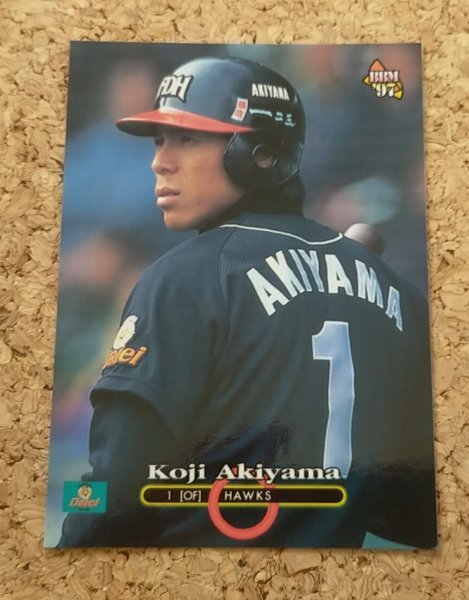 BBM
'97
FDH
AKIYAMA
AKIYAMA
1
Daiei
Koji Akiyama
1 [OF] HAWKS
Daiei